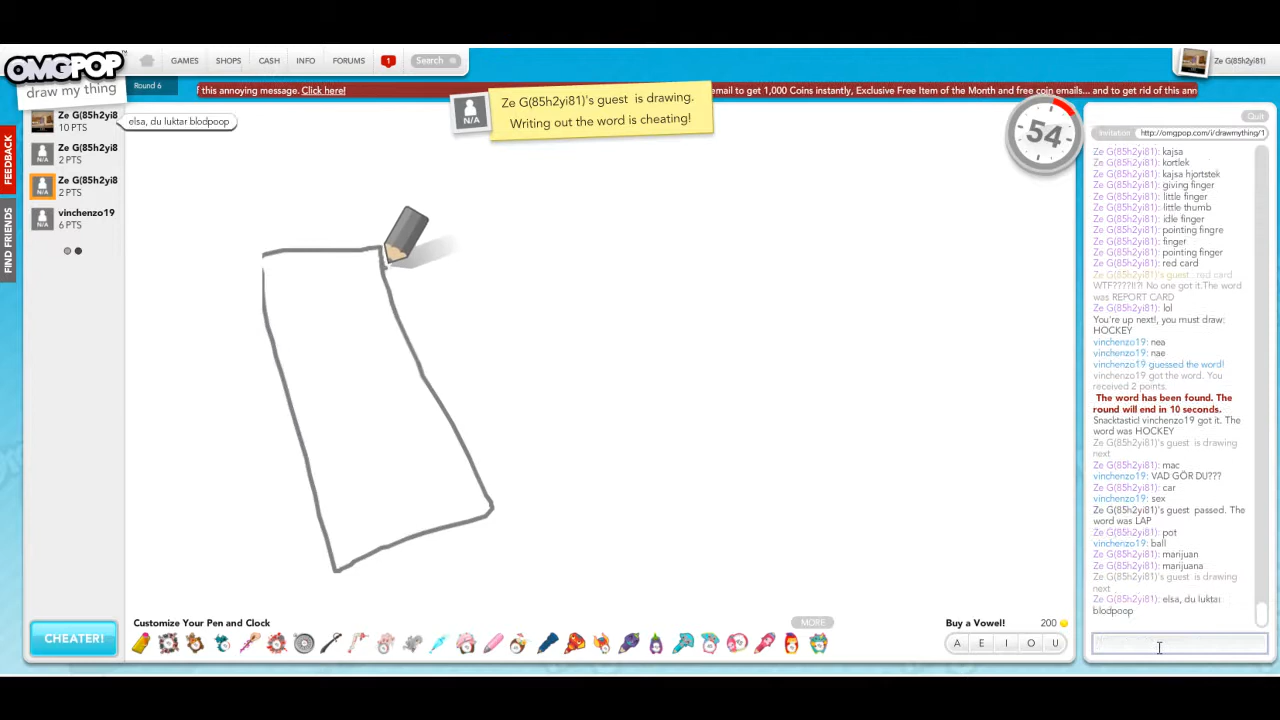 OMGPOP™
draw my thing
GAMES
SHOPS
CASH
INFO
FORUMS
1
Search
Ze G(85h2yi81)
Round 6
f this annoying message. Click here!
email to get 1,000 Coins instantly, Exclusive Free Item of the Month and free coin emails... and to get rid of this ann
Ze G(85h2yi81)'s guest is drawing.
Writing out the word is cheating!
N/A
54
FEEDBACK
FIND FRIENDS
Ze G(85h2yi8
10 PTS
elsa, du luktar blodpoop
Ze G(85h2yi8
2 PTS
N/A
Ze G(85h2yi8
2 PTS
N/A
vinchenzo19
6 PTS
N/A
CHEATER!
Customize Your Pen and Clock
MORE
Buy a Vowel!
200
A E I O U
Quit
Invitation
http://omgpop.com/i/drawmything/1
Ze G(85h2yi81): kajsa
Ze G(85h2yi81): kortlek
Ze G(85h2yi81): kajsa hjortstek
Ze G(85h2yi81): giving finger
Ze G(85h2yi81): little finger
Ze G(85h2yi81): little thumb
Ze G(85h2yi81): idle finger
Ze G(85h2yi81): pointing fingre
Ze G(85h2yi81): finger
Ze G(85h2yi81): pointing finger
Ze G(85h2yi81): red card
Ze G(85h2yi81)'s guest: red card
WTF????!!?! No one got it.The word
was REPORT CARD
Ze G(85h2yi81): lol
You're up next!, you must draw:
HOCKEY
vinchenzo19: nea
vinchenzo19: nae
vinchenzo19 guessed the word!
vinchenzo19 got the word. You
received 2 points.
The word has been found. The
round will end in 10 seconds.
Snacktastic! vinchenzo19 got it. The
word was HOCKEY
Ze G(85h2yi81)'s guest is drawing
next
Ze G(85h2yi81): mac
vinchenzo19: VAD GÖR DU???
Ze G(85h2yi81): car
vinchenzo19: sex
Ze G(85h2yi81)'s guest passed. The
word was LAP
Ze G(85h2yi81): pot
vinchenzo19: ball
Ze G(85h2yi81): marijuan
Ze G(85h2yi81): marijuana
Ze G(85h2yi81)'s guest is drawing
next
Ze G(85h2yi81): elsa, du luktar
blodpoop